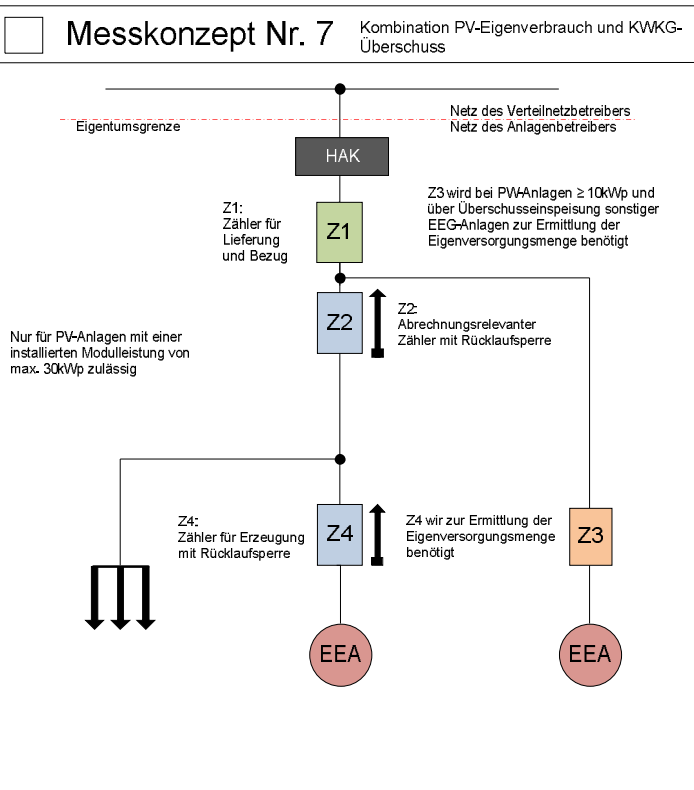 Messkonzept Nr. 7
Kombination PV-Eigenverbrauch und KWKG-
Überschuss
Netz des Verteilnetzbetreibers
Eigentumsgrenze
Netz des Anlagenbetreibers
HAK
Z1:
Zähler für
Lieferung
und Bezug
Z1
Z3 wird bei PW-Anlagen ≥ 10kWp und
über Überschusseinspeisung sonstiger
EEG-Anlagen zur Ermittlung der
Eigenversorgungsmenge benötigt
Z2
Z2:
Abrechnungsrelevanter
Zähler mit Rücklaufsperre
Nur für PV-Anlagen mit einer
installierten Modulleistung von
max. 30kWp zulässig
Z4:
Zähler für Erzeugung
mit Rücklaufsperre
Z4
Z4 wir zur Ermittlung der
Eigenversorgungsmenge
benötigt
Z3
EEA
EEA